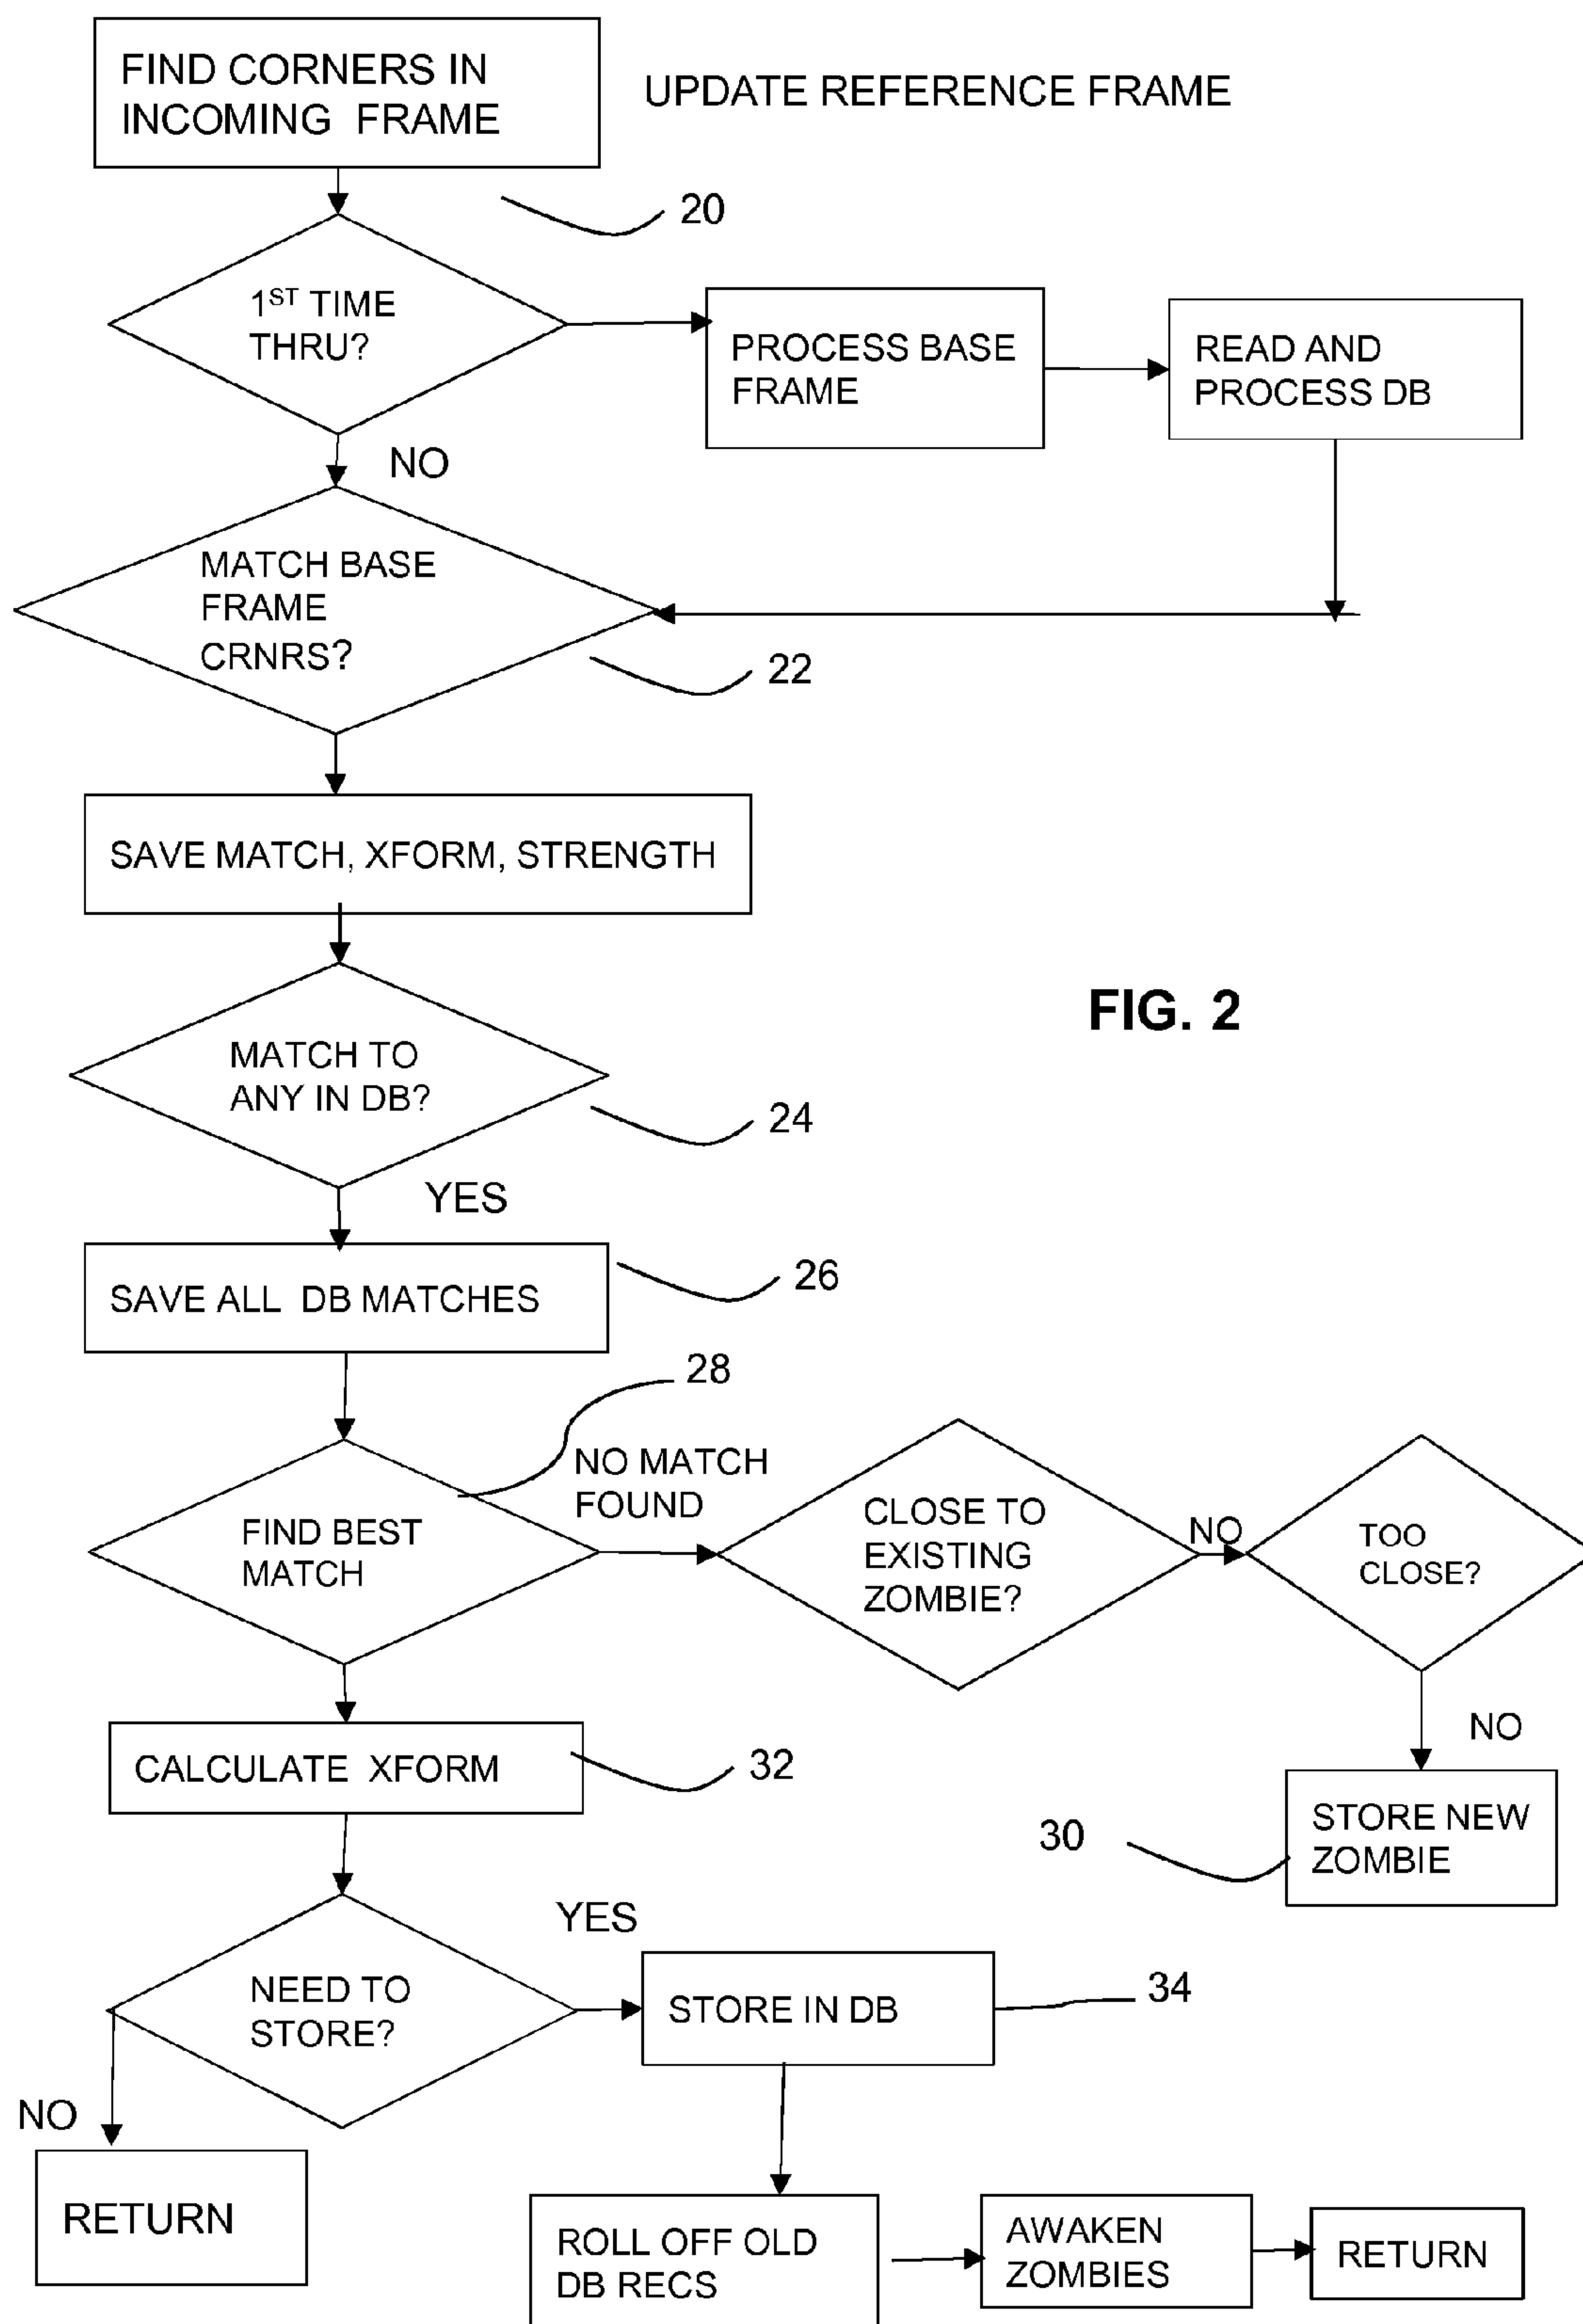 FIND CORNERS IN
INCOMING FRAME
UPDATE REFERENCE FRAME
20
1ST TIME
THRU?
PROCESS BASE
FRAME
READ AND
PROCESS DB
NO
MATCH BASE
FRAME
CRNRS?
22
SAVE MATCH, XFORM, STRENGTH
FIG. 2
MATCH TO
ANY IN DB?
24
YES
SAVE ALL DB MATCHES
26
28
NO MATCH
FOUND
FIND BEST
MATCH
CLOSE TO
EXISTING
ZOMBIE?
NO
TOO
CLOSE?
NO
CALCULATE XFORM
32
30
STORE NEW
ZOMBIE
YES
NEED TO
STORE?
STORE IN DB
34
NO
RETURN
ROLL OFF OLD
DB RECS
AWAKEN
ZOMBIES
RETURN